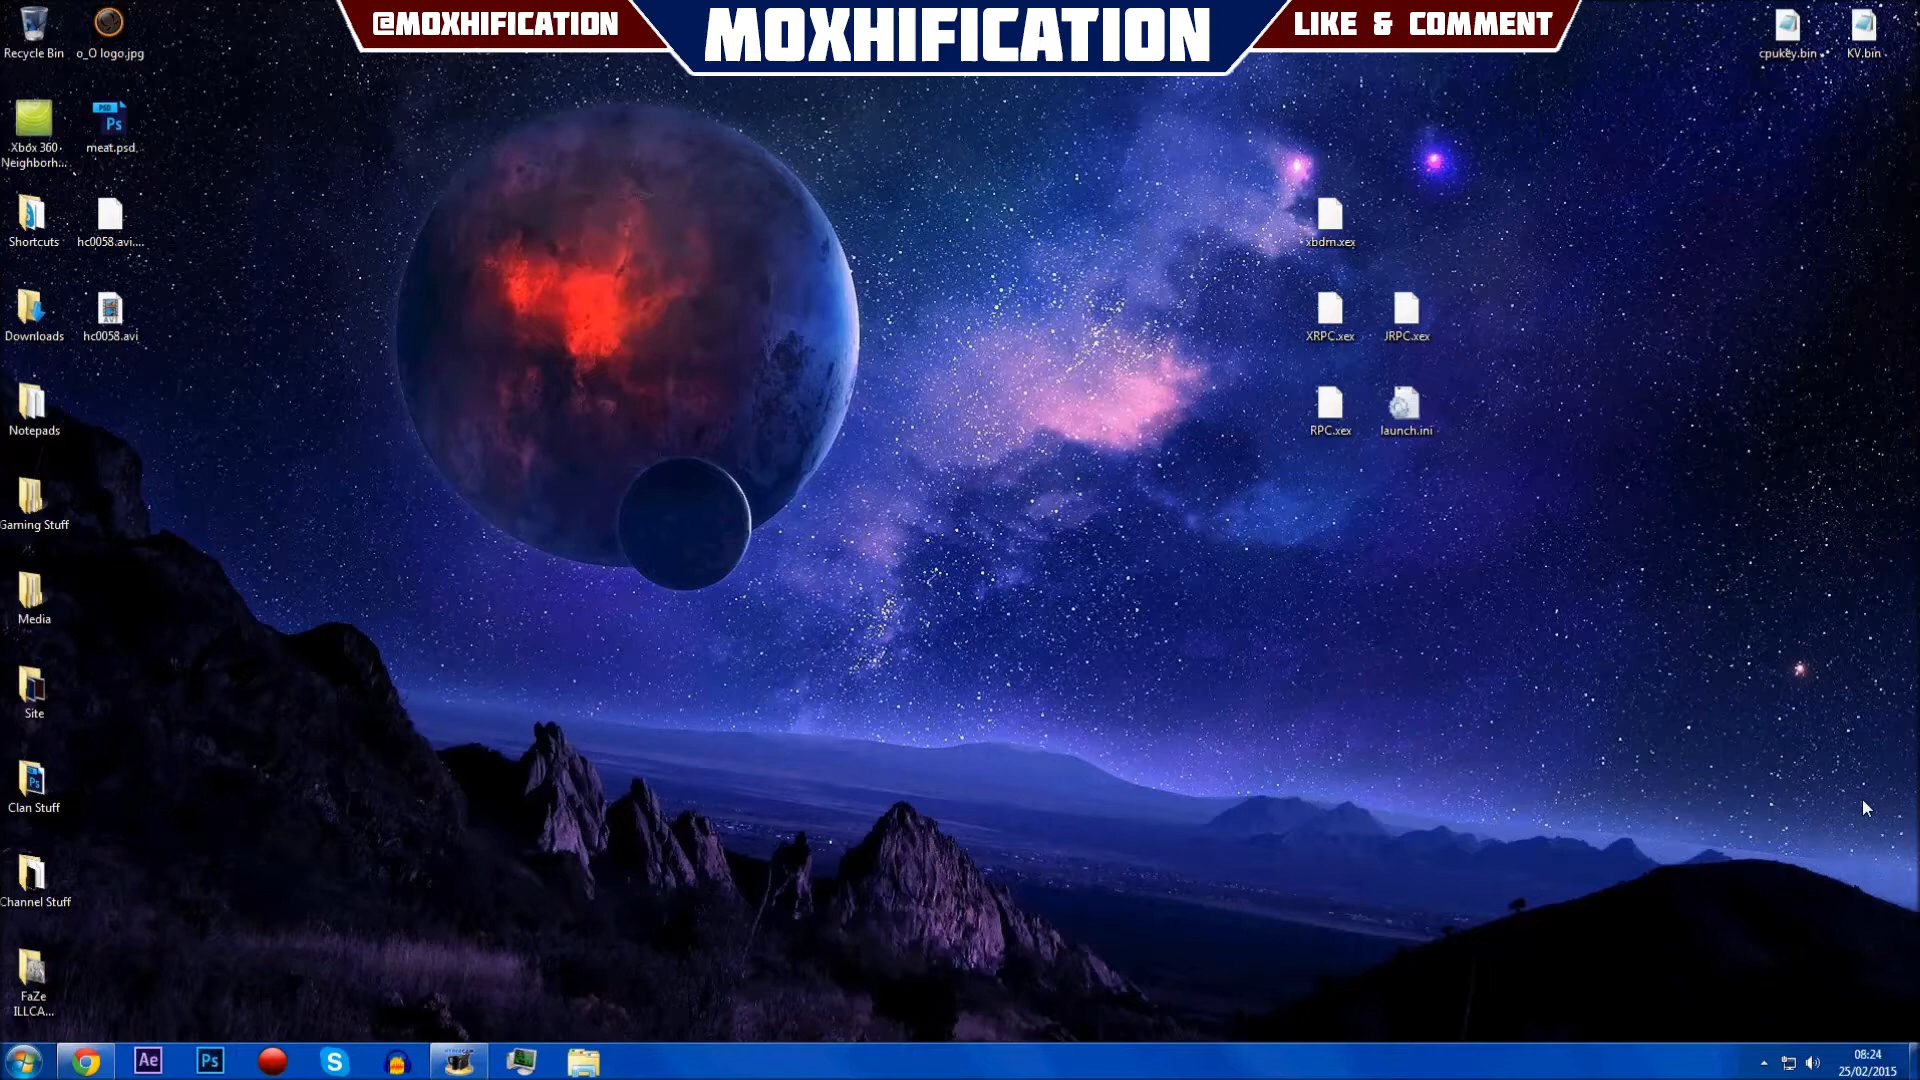 @MOXHIFICATION
MOXHIFICATION
LIKE & COMMENT
Recycle Bin
o_O logo.jpg
cpukey.bin
KV.bin
Xbox 360
Neighborh...
meat.psd
Shortcuts
hc0058.avi....
xbdm.xex
Downloads
hc0058.avi
XRPC.xex
JRPC.xex
Notepads
RPC.xex
launch.ini
Gaming Stuff
Media
Site
Clan Stuff
Channel Stuff
FaZe
ILLCA...
Ae
Ps
08:24
25/02/2015